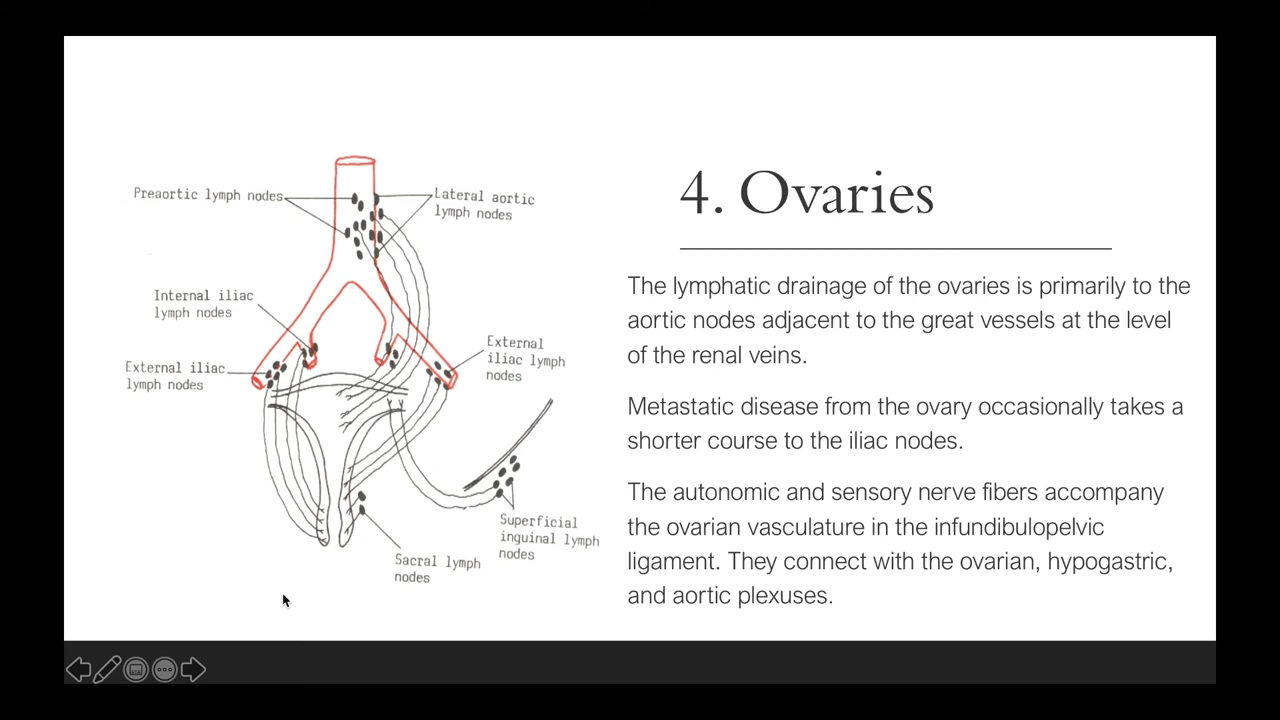 4. Ovaries
The lymphatic drainage of the ovaries is primarily to the
aortic nodes adjacent to the great vessels at the level
of the renal veins.
Metastatic disease from the ovary occasionally takes a
shorter course to the iliac nodes.
The autonomic and sensory nerve fibers accompany
the ovarian vasculature in the infundibulopelvic
ligament. They connect with the ovarian, hypogastric,
and aortic plexuses.
Preaortic lymph nodes
Lateral aortic
lymph nodes
Internal iliac
lymph nodes
External iliac
lymph nodes
External
iliac lymph
nodes
Superficial
inguinal lymph
nodes
Sacral lymph
nodes